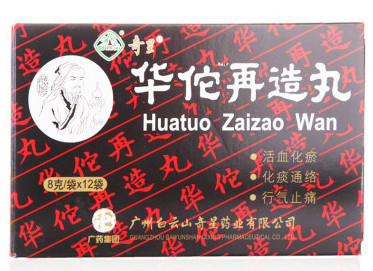 奇星
华佗再造丸
Huatuo Zaizao Wan
活血化瘀
化痰通络
行气止痛
8克/袋x12袋
广药集团
广州白云山奇星药业有限公司
GUANGZHOU BAIYUNSHAN QIXING PHARMACEUTICAL CO.,LTD.